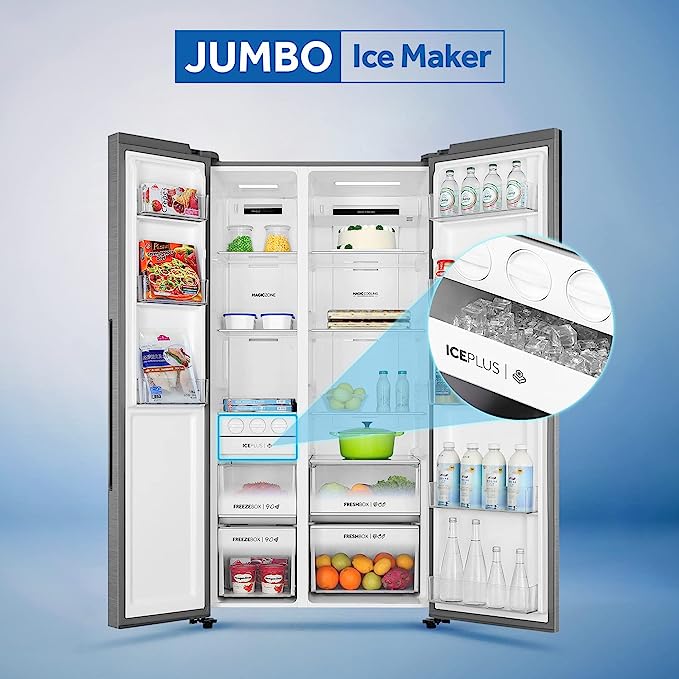 JUMBO Ice Maker
MAGIC ZONE
MAGIC COOLING
ICEPLUS |
ICEPLUS |
FREEZEBOX |
FRESHBOX |
FREEZEBOX |
FRESHBOX |